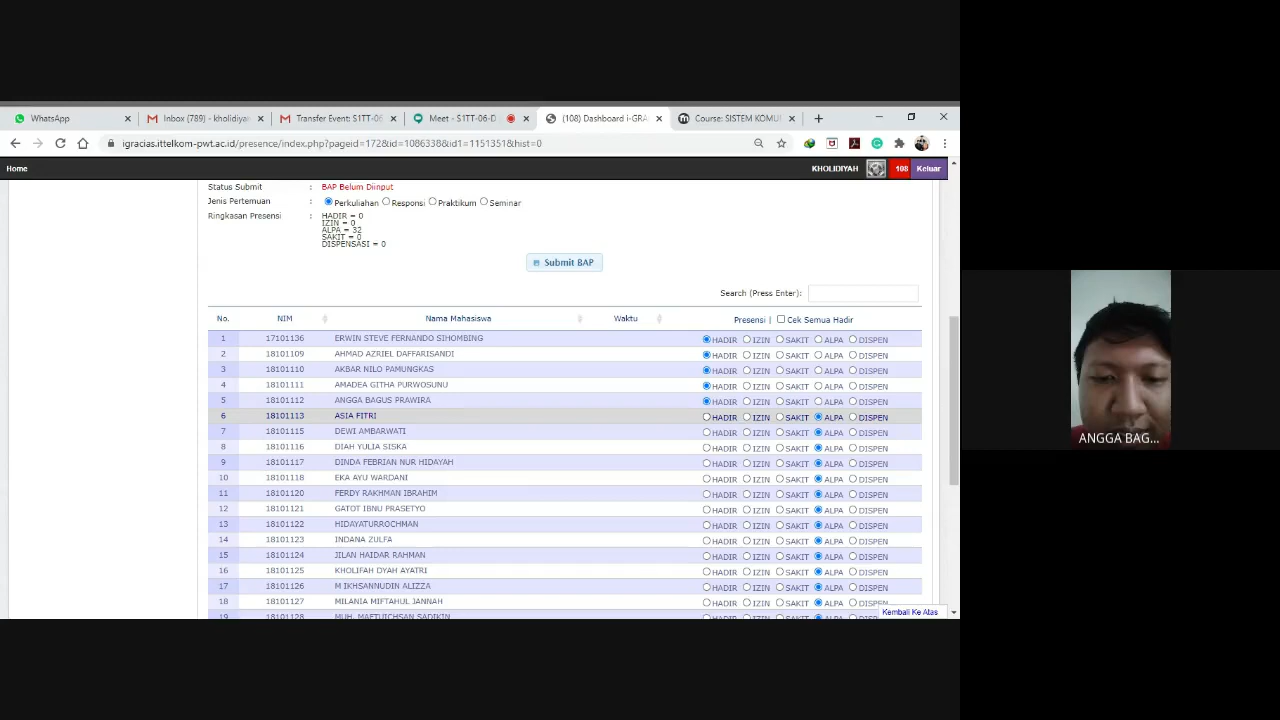 WhatsApp Inbox (789) - kholidiyah Transfer Event: S1TT-06 Meet - S1TT-06-D (108) Dashboard i-GRA Course: SISTEM KOMU
igracias.ittelkom-pwt.ac.id/presence/index.php?pageid=172&id=1086338&id1=1151351&hist=0
Home KHOLIDIYAH 108 Keluar
Status Submit : BAP Belum Diinput
Jenis Pertemuan : Perkuliahan Responsi Praktikum Seminar
Ringkasan Presensi : HADIR = 0
IZIN = 0
ALPA = 32
SAKIT = 0
DISPENSASI = 0
Submit BAP
Search (Press Enter):
No. NIM Nama Mahasiswa Waktu Presensi | Cek Semua Hadir
1 17101136 ERWIN STEVE FERNANDO SIHOMBING HADIR IZIN SAKIT ALPA DISPEN
2 18101109 AHMAD AZRIEL DAFFARISANDI HADIR IZIN SAKIT ALPA DISPEN
3 18101110 AKBAR NILO PAMUNGKAS HADIR IZIN SAKIT ALPA DISPEN
4 18101111 AMADEA GITHA PURWOSUNU HADIR IZIN SAKIT ALPA DISPEN
5 18101112 ANGGA BAGUS PRAWIRA HADIR IZIN SAKIT ALPA DISPEN
6 18101113 ASIA FITRI HADIR IZIN SAKIT ALPA DISPEN
7 18101115 DEWI AMBARWATI HADIR IZIN SAKIT ALPA DISPEN
8 18101116 DIAH YULIA SISKA HADIR IZIN SAKIT ALPA DISPEN
9 18101117 DINDA FEBRIAN NUR HIDAYAH HADIR IZIN SAKIT ALPA DISPEN
10 18101118 EKA AYU WARDANI HADIR IZIN SAKIT ALPA DISPEN
11 18101120 FERDY RAKHMAN IBRAHIM HADIR IZIN SAKIT ALPA DISPEN
12 18101121 GATOT IBNU PRASETYO HADIR IZIN SAKIT ALPA DISPEN
13 18101122 HIDAYATURROCHMAN HADIR IZIN SAKIT ALPA DISPEN
14 18101123 INDANA ZULFA HADIR IZIN SAKIT ALPA DISPEN
15 18101124 JILAN HAIDAR RAHMAN HADIR IZIN SAKIT ALPA DISPEN
16 18101125 KHOLIFAH DYAH AYATRI HADIR IZIN SAKIT ALPA DISPEN
17 18101126 M IKHSANNUDIN ALIZZA HADIR IZIN SAKIT ALPA DISPEN
18 18101127 MILANIA MIFTAHUL JANNAH HADIR IZIN SAKIT ALPA DISPEN
19 18101128 MUH. MAFTUICHSAN SADIKIN HADIR IZIN SAKIT ALPA
Kembali Ke Atas
ANGGA BAG...